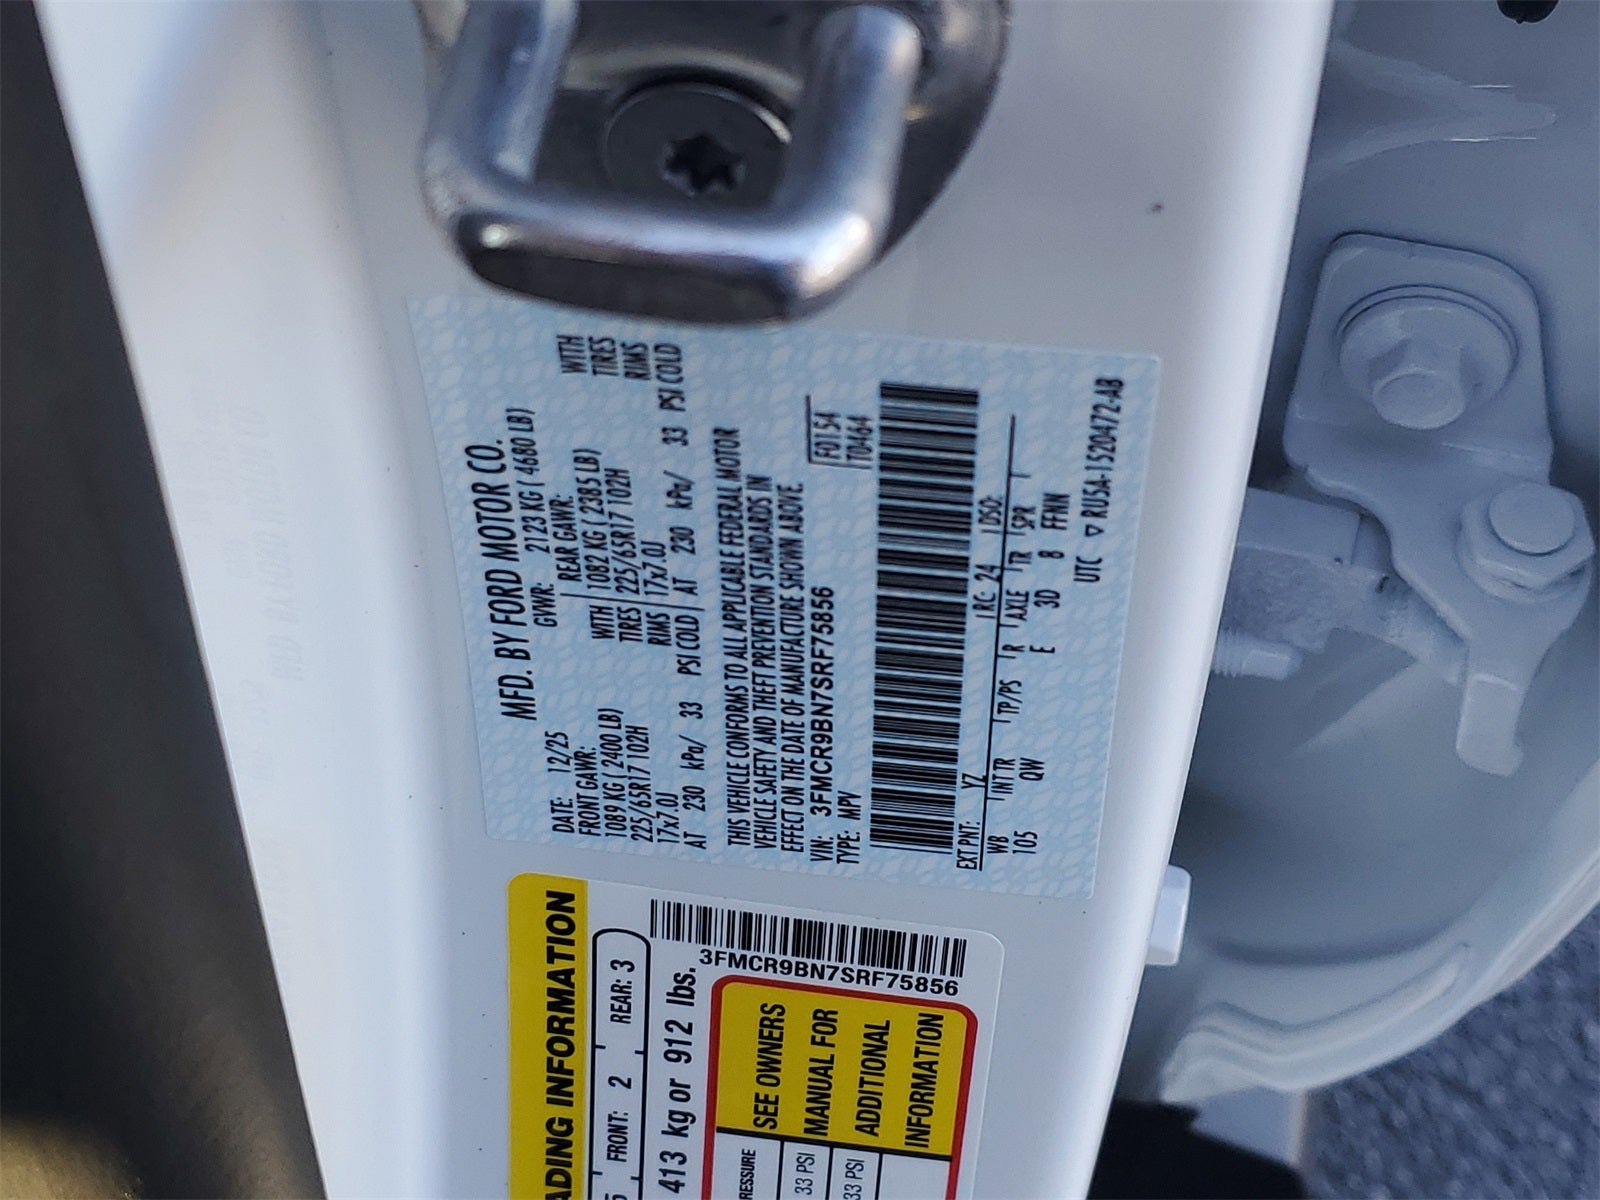 MFD. BY FORD MOTOR CO.
DATE: 12/25 GVWR: 2123 KG ( 4680 LB)
FRONT GAWR: REAR GAWR:
1089 KG ( 2400 LB) WITH 1082 KG ( 2385 LB) WITH
225/65R17 102H TIRES 225/65R17 102H TIRES
17x7.0J RIMS 17x7.0J RIMS
AT 230 kPa/ 33 PSI COLD AT 230 kPa/ 33 PSI COLD
THIS VEHICLE CONFORMS TO ALL APPLICABLE FEDERAL MOTOR
VEHICLE SAFETY AND THEFT PREVENTION STANDARDS IN
EFFECT ON THE DATE OF MANUFACTURE SHOWN ABOVE.
VIN: 3FMCR9BN7SRF75856 F0154
TYPE: MPV T0464
EXT PNT: YZ RC: 24 DSO:
WB INT TR TP/PS R AXLE TR SPR
105 QW E 3D 8 FFNN
UTC ▽ RU5A-1520472-AB
ADING INFORMATION
FRONT: 2 REAR: 3
413 kg or 912 lbs.
3FMCR9BN7SRF75856
RESSURE
33 PSI
33 PSI
SEE OWNERS
MANUAL FOR
ADDITIONAL
INFORMATION